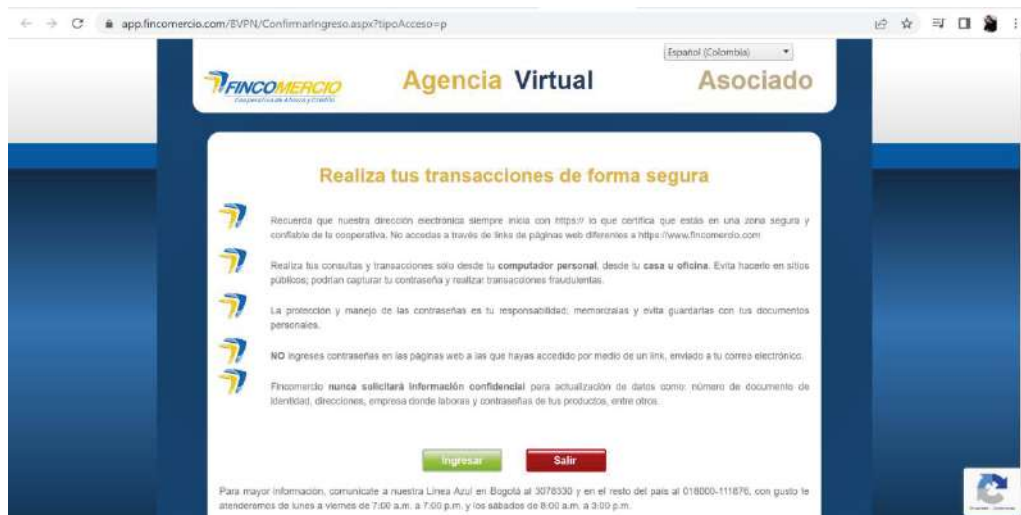 app.fincomercio.com/BVPN/ConfirmarIngreso.aspx?tipoAcceso=p
Español (Colombia)
FINCOMERCIO
Cooperativa de Ahorro y Crédito
Agencia Virtual
Asociado
Realiza tus transacciones de forma segura
Recuerda que nuestra dirección electrónica siempre inicia con https:// lo que certifica que estás en una zona segura y
confiable de la cooperativa. No accedas a través de links de páginas web diferentes a https://www.fincomercio.com
Realiza tus consultas y transacciones sólo desde tu computador personal, desde tu casa u oficina. Evita hacerlo en sitios
públicos; podrían capturar tu contraseña y realizar transacciones fraudulentas.
La protección y manejo de las contraseñas es tu responsabilidad; memorízalas y evita guardarlas con tus documentos
personales.
NO ingreses contraseñas en las páginas web a las que hayas accedido por medio de un link, enviado a tu correo electrónico.
Fincomercio nunca solicitará información confidencial para actualización de datos como: número de documento de
identidad, direcciones, empresa donde laboras y contraseñas de tus productos, entre otros.
Ingresar
Salir
Para mayor información, comunícate a nuestra Línea Azul en Bogotá al 3078330 y en el resto del país al 018000-111876, con gusto te
atenderemos de lunes a viernes de 7:00 a.m. a 7:00 p.m. y los sábados de 8:00 a.m. a 3:00 p.m.